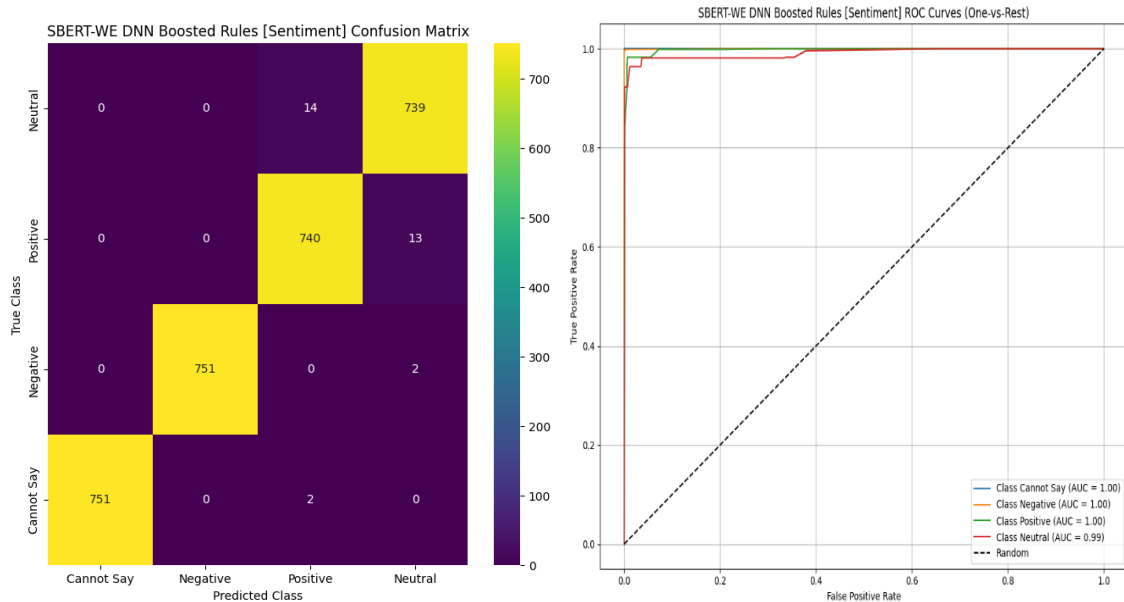 SBERT-WE DNN Boosted Rules [Sentiment] Confusion Matrix
True Class
Neutral
0 0 14 739
Positive
0 0 740 13
Negative
0 751 0 2
Cannot Say
751 0 2 0
Cannot Say Negative Positive Neutral
Predicted Class
700
600
500
400
300
200
100
0
SBERT-WE DNN Boosted Rules [Sentiment] ROC Curves (One-vs-Rest)
True Positive Rate
1.0
0.8
0.6
0.4
0.2
0.0
Class Cannot Say (AUC = 1.00)
Class Negative (AUC = 1.00)
Class Positive (AUC = 1.00)
Class Neutral (AUC = 0.99)
Random
0.0 0.2 0.4 0.6 0.8 1.0
False Positive Rate